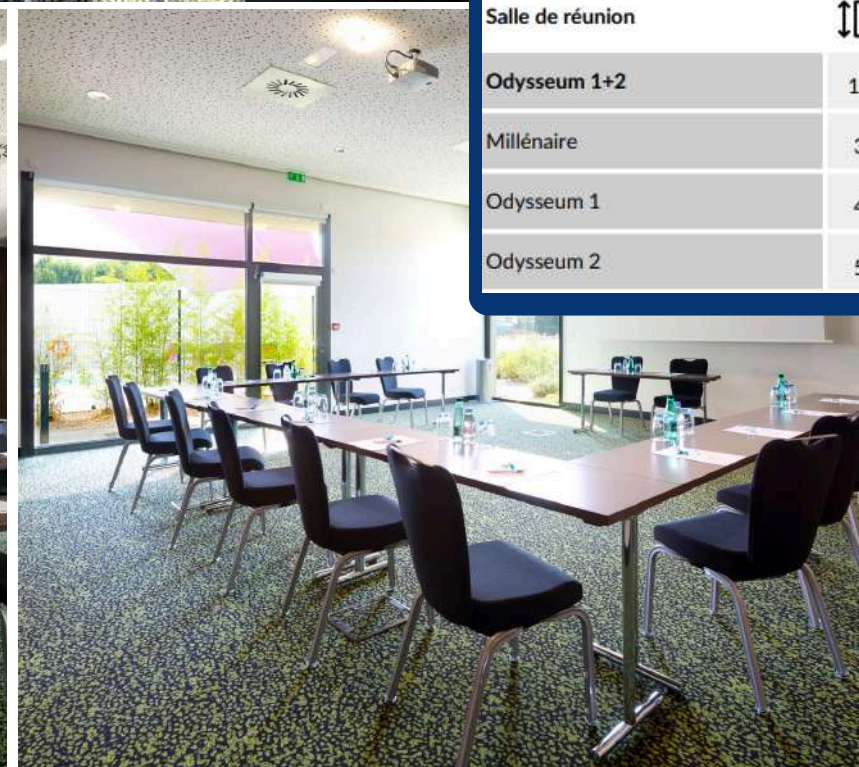 Salle de réunion
Odysseum 1+2
Millénaire
Odysseum 1
Odysseum 2